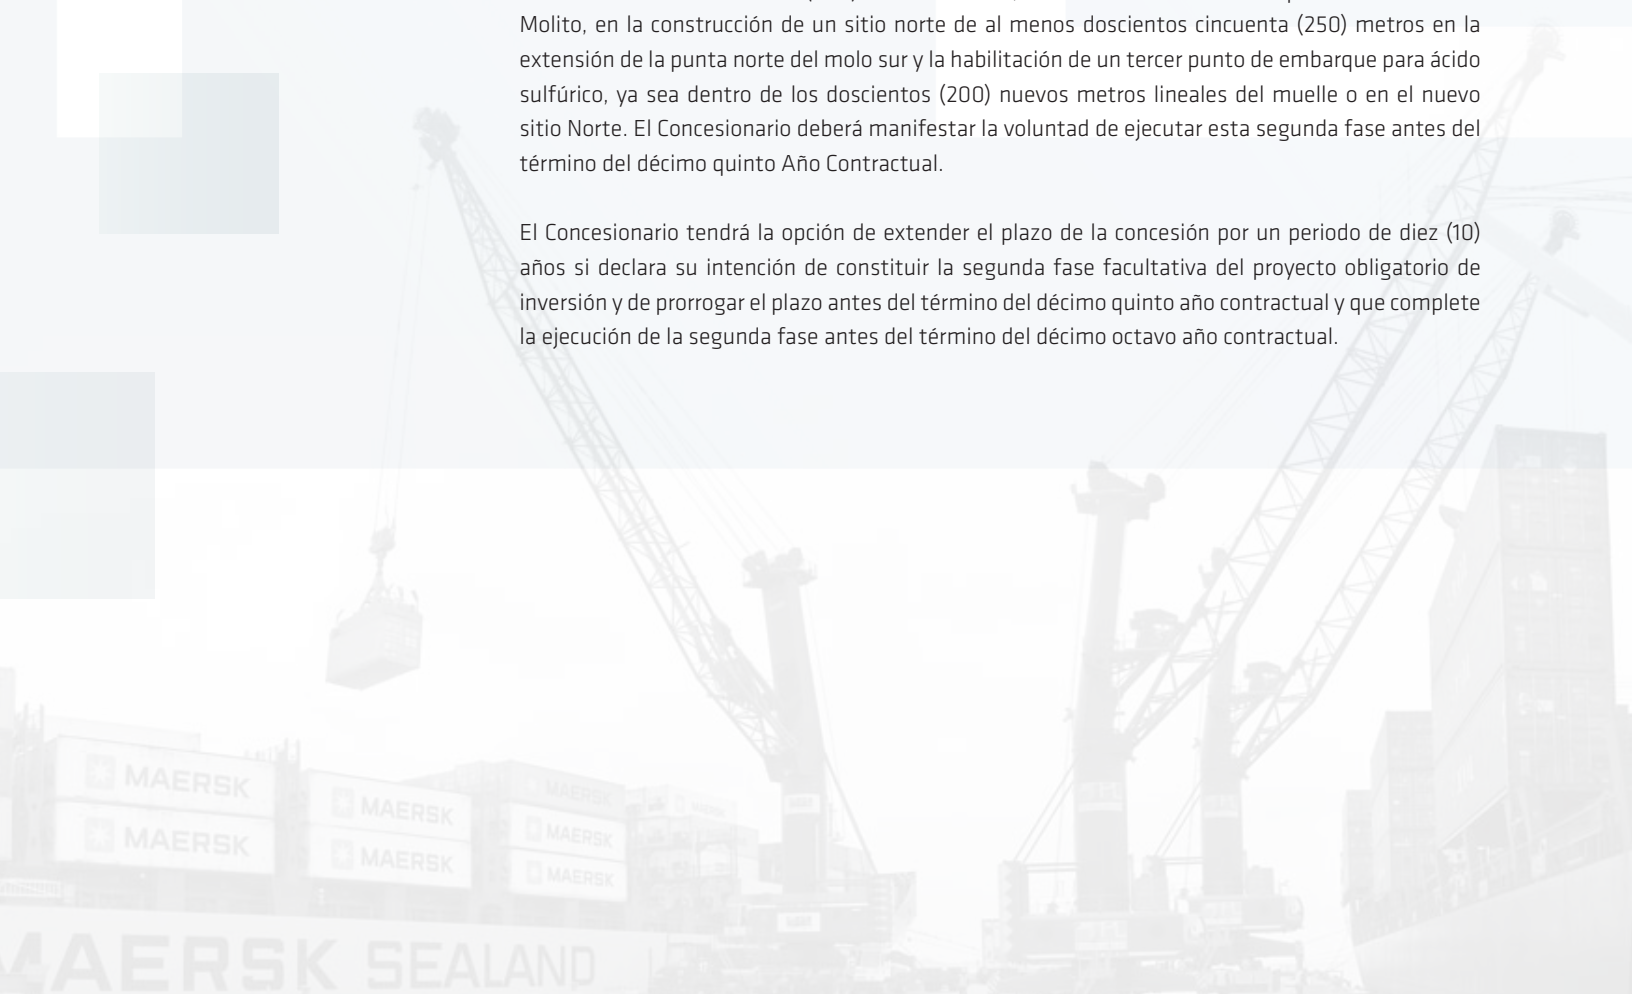 Molito, en la construcción de un sitio norte de al menos doscientos cincuenta (250) metros en la
extensión de la punta norte del molo sur y la habilitación de un tercer punto de embarque para ácido
sulfúrico, ya sea dentro de los doscientos (200) nuevos metros lineales del muelle o en el nuevo
sitio Norte. El Concesionario deberá manifestar la voluntad de ejecutar esta segunda fase antes del
término del décimo quinto Año Contractual.
El Concesionario tendrá la opción de extender el plazo de la concesión por un periodo de diez (10)
años si declara su intención de constituir la segunda fase facultativa del proyecto obligatorio de
inversión y de prorrogar el plazo antes del término del décimo quinto año contractual y que complete
la ejecución de la segunda fase antes del término del décimo octavo año contractual.
MAERSK
MAERSK
MAERSK
MAERSK
MAERSK
MAERSK
MAERSK
MAERSK
MAERSK SEALAND